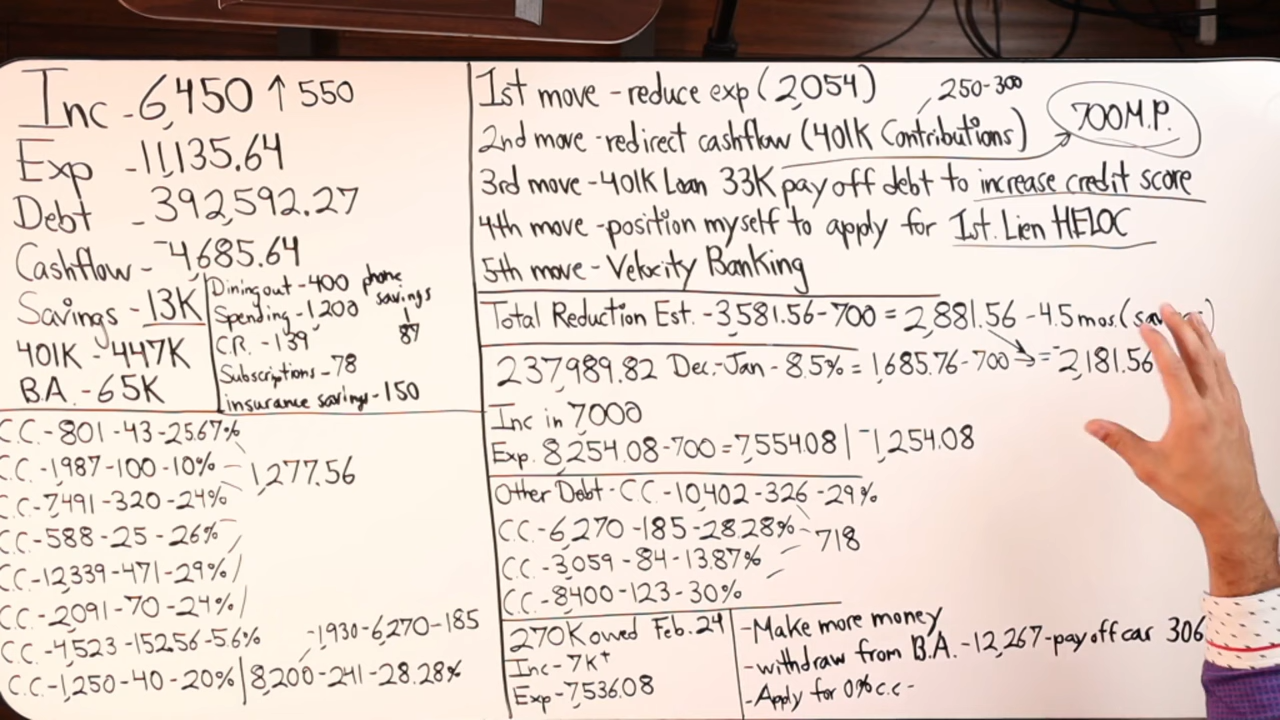 Inc - 6,450 ↑ 550
Exp - 11,135.64
Debt - 392,592.27
Cashflow - -4,685.64
Savings - 13K
401K - 447K
B.A. - 65K
Dining out - 400
Spending - 1,200
C.R. - 139
Subscriptions - 78
insurance savings - 150
phone
savings
87
C.C. - 801 - 43 - 25.67%
C.C. - 1987 - 100 - 10%
C.C. - 7,491 - 320 - 24%
C.C. - 588 - 25 - 26%
C.C. - 12,339 - 471 - 29%
C.C. - 2091 - 70 - 24%
C.C. - 4,523 - 152.56 - 5.6%
C.C. - 1,250 - 40 - 20%
1,277.56
-1930 - 6,270 - 185
8,200 - 241 - 28.28%
1st move - reduce exp (2,054)
250-300
2nd move - redirect cashflow (401K Contributions)
700 M.P.
3rd move - 401K Loan 33K pay off debt to increase credit score
4th move - position myself to apply for 1st. Lien HELOC
5th move - Velocity Banking
Total Reduction Est. - 3,581.56 - 700 = 2,881.56 - 4.5 mos.
237,989.82 Dec.-Jan - 8.5% = 1,685.76 - 700 → = -2,181.56
Inc in 7000
Exp. 8,254.08 - 700 = 7,554.08 | -1,254.08
Other Debt - C.C. - 10,402 - 326 - 29%
C.C. - 6,270 - 185 - 28.28%
C.C. - 3,059 - 84 - 13.87%
C.C. - 8400 - 123 - 30%
718
270K owed Feb. 24
Inc - 7K+
Exp - 7,536.08
- Make more money
- withdraw from B.A. - 12,267 - pay off car 306
- Apply for 0% c.c -